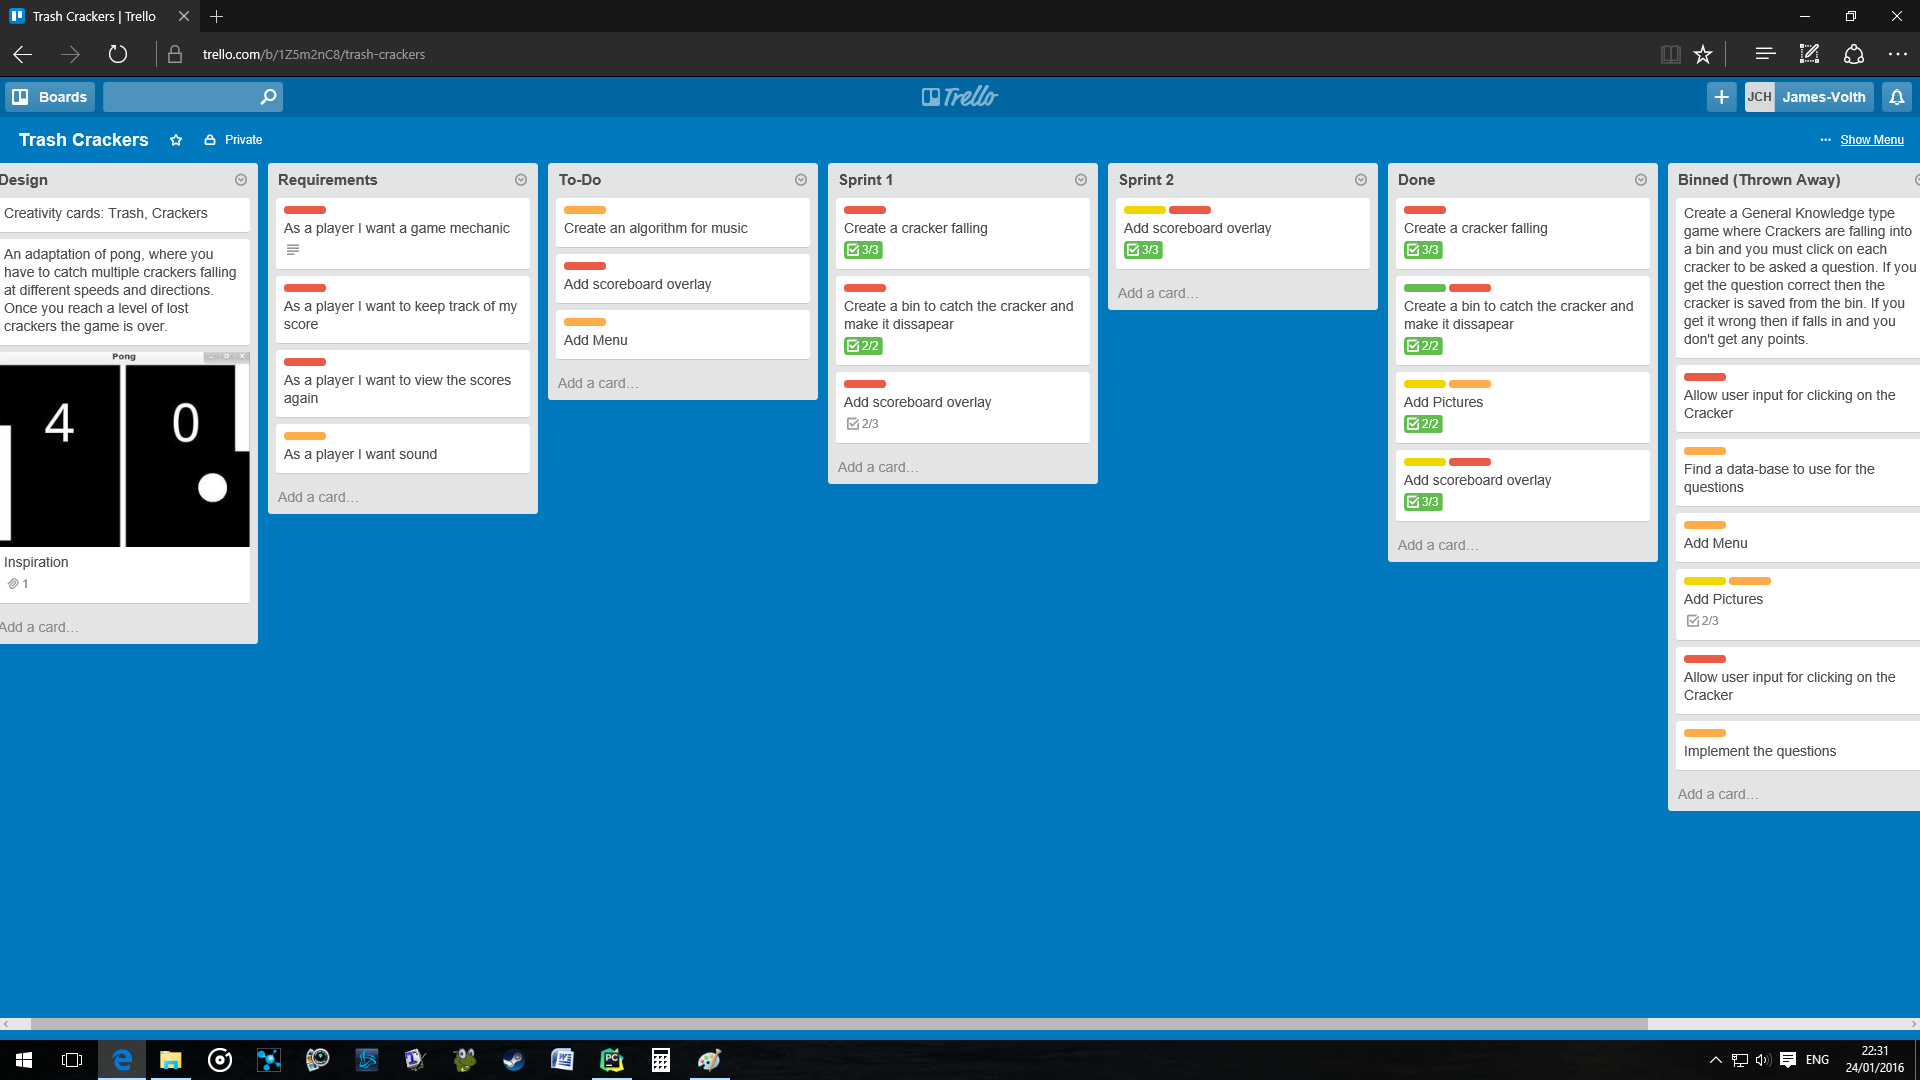 Trash Crackers | Trello
trello.com/b/1Z5m2nC8/trash-crackers
Boards
Trello
JCH James-Volth
Trash Crackers
Private
Show Menu
Design
Creativity cards: Trash, Crackers
An adaptation of pong, where you
have to catch multiple crackers falling
at different speeds and directions.
Once you reach a level of lost
crackers the game is over.
Pong
4 0
Inspiration
1
Add a card…
Requirements
As a player I want a game mechanic
As a player I want to keep track of my
score
As a player I want to view the scores
again
As a player I want sound
Add a card…
To-Do
Create an algorithm for music
Add scoreboard overlay
Add Menu
Add a card…
Sprint 1
Create a cracker falling
3/3
Create a bin to catch the cracker and
make it dissapear
2/2
Add scoreboard overlay
2/3
Add a card…
Sprint 2
Add scoreboard overlay
3/3
Add a card…
Done
Create a cracker falling
3/3
Create a bin to catch the cracker and
make it dissapear
2/2
Add Pictures
2/2
Add scoreboard overlay
3/3
Add a card…
Binned (Thrown Away)
Create a General Knowledge type
game where Crackers are falling into
a bin and you must click on each
cracker to be asked a question. If you
get the question correct then the
cracker is saved from the bin. If you
get it wrong then if falls in and you
don't get any points.
Allow user input for clicking on the
Cracker
Find a data-base to use for the
questions
Add Menu
Add Pictures
2/3
Allow user input for clicking on the
Cracker
Implement the questions
Add a card…
ENG
22:31
24/01/2016